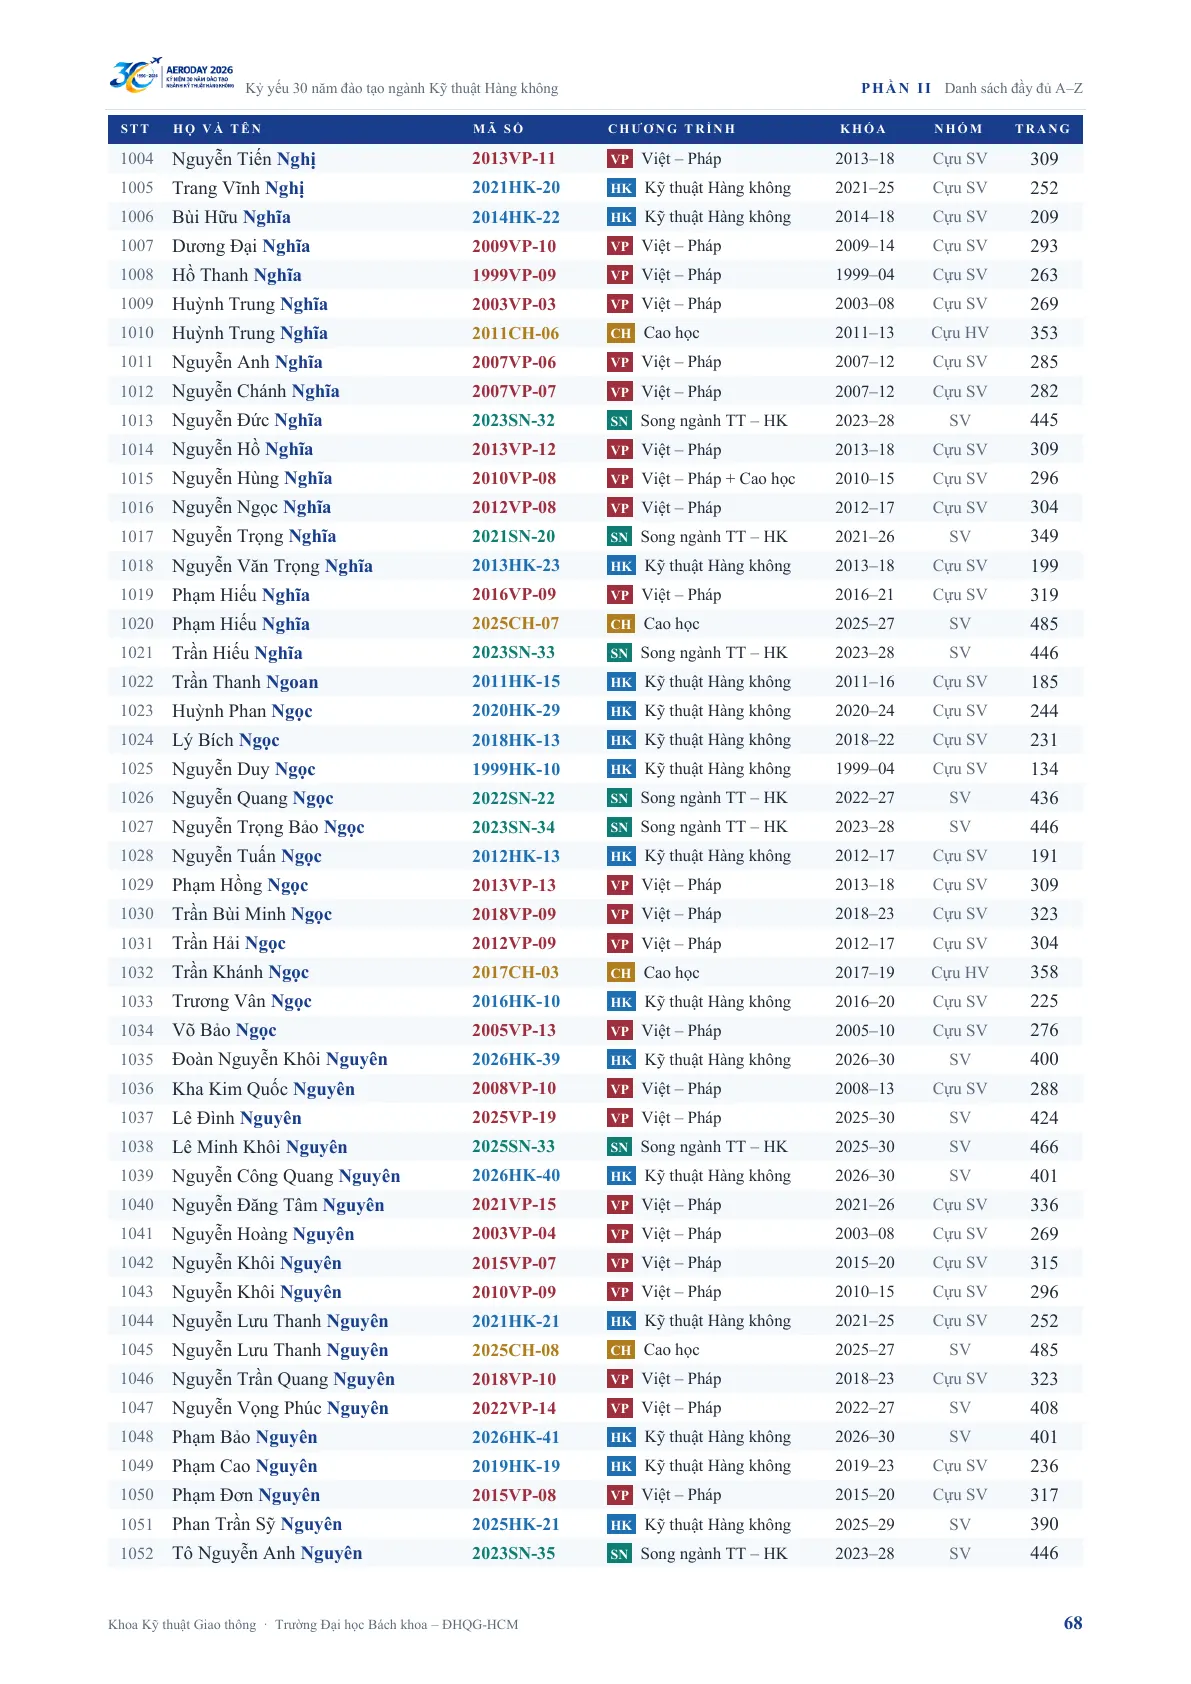 30
1996 - 2026
AERODAY 2026
KỶ NIỆM 30 NĂM ĐÀO TẠO
NGÀNH KỸ THUẬT HÀNG KHÔNG
Kỷ yếu 30 năm đào tạo ngành Kỹ thuật Hàng không
PHẦN II Danh sách đầy đủ A–Z
STT HỌ VÀ TÊN MÃ SỐ CHƯƠNG TRÌNH KHÓA NHÓM TRANG
1004 Nguyễn Tiến Nghị 2013VP-11 VP Việt – Pháp 2013–18 Cựu SV 309
1005 Trang Vĩnh Nghị 2021HK-20 HK Kỹ thuật Hàng không 2021–25 Cựu SV 252
1006 Bùi Hữu Nghĩa 2014HK-22 HK Kỹ thuật Hàng không 2014–18 Cựu SV 209
1007 Dương Đại Nghĩa 2009VP-10 VP Việt – Pháp 2009–14 Cựu SV 293
1008 Hồ Thanh Nghĩa 1999VP-09 VP Việt – Pháp 1999–04 Cựu SV 263
1009 Huỳnh Trung Nghĩa 2003VP-03 VP Việt – Pháp 2003–08 Cựu SV 269
1010 Huỳnh Trung Nghĩa 2011CH-06 CH Cao học 2011–13 Cựu HV 353
1011 Nguyễn Anh Nghĩa 2007VP-06 VP Việt – Pháp 2007–12 Cựu SV 285
1012 Nguyễn Chánh Nghĩa 2007VP-07 VP Việt – Pháp 2007–12 Cựu SV 282
1013 Nguyễn Đức Nghĩa 2023SN-32 SN Song ngành TT – HK 2023–28 SV 445
1014 Nguyễn Hồ Nghĩa 2013VP-12 VP Việt – Pháp 2013–18 Cựu SV 309
1015 Nguyễn Hùng Nghĩa 2010VP-08 VP Việt – Pháp + Cao học 2010–15 Cựu SV 296
1016 Nguyễn Ngọc Nghĩa 2012VP-08 VP Việt – Pháp 2012–17 Cựu SV 304
1017 Nguyễn Trọng Nghĩa 2021SN-20 SN Song ngành TT – HK 2021–26 SV 349
1018 Nguyễn Văn Trọng Nghĩa 2013HK-23 HK Kỹ thuật Hàng không 2013–18 Cựu SV 199
1019 Phạm Hiếu Nghĩa 2016VP-09 VP Việt – Pháp 2016–21 Cựu SV 319
1020 Phạm Hiếu Nghĩa 2025CH-07 CH Cao học 2025–27 SV 485
1021 Trần Hiếu Nghĩa 2023SN-33 SN Song ngành TT – HK 2023–28 SV 446
1022 Trần Thanh Ngoan 2011HK-15 HK Kỹ thuật Hàng không 2011–16 Cựu SV 185
1023 Huỳnh Phan Ngọc 2020HK-29 HK Kỹ thuật Hàng không 2020–24 Cựu SV 244
1024 Lý Bích Ngọc 2018HK-13 HK Kỹ thuật Hàng không 2018–22 Cựu SV 231
1025 Nguyễn Duy Ngọc 1999HK-10 HK Kỹ thuật Hàng không 1999–04 Cựu SV 134
1026 Nguyễn Quang Ngọc 2022SN-22 SN Song ngành TT – HK 2022–27 SV 436
1027 Nguyễn Trọng Bảo Ngọc 2023SN-34 SN Song ngành TT – HK 2023–28 SV 446
1028 Nguyễn Tuấn Ngọc 2012HK-13 HK Kỹ thuật Hàng không 2012–17 Cựu SV 191
1029 Phạm Hồng Ngọc 2013VP-13 VP Việt – Pháp 2013–18 Cựu SV 309
1030 Trần Bùi Minh Ngọc 2018VP-09 VP Việt – Pháp 2018–23 Cựu SV 323
1031 Trần Hải Ngọc 2012VP-09 VP Việt – Pháp 2012–17 Cựu SV 304
1032 Trần Khánh Ngọc 2017CH-03 CH Cao học 2017–19 Cựu HV 358
1033 Trương Vân Ngọc 2016HK-10 HK Kỹ thuật Hàng không 2016–20 Cựu SV 225
1034 Võ Bảo Ngọc 2005VP-13 VP Việt – Pháp 2005–10 Cựu SV 276
1035 Đoàn Nguyễn Khôi Nguyên 2026HK-39 HK Kỹ thuật Hàng không 2026–30 SV 400
1036 Kha Kim Quốc Nguyên 2008VP-10 VP Việt – Pháp 2008–13 Cựu SV 288
1037 Lê Đình Nguyên 2025VP-19 VP Việt – Pháp 2025–30 SV 424
1038 Lê Minh Khôi Nguyên 2025SN-33 SN Song ngành TT – HK 2025–30 SV 466
1039 Nguyễn Công Quang Nguyên 2026HK-40 HK Kỹ thuật Hàng không 2026–30 SV 401
1040 Nguyễn Đăng Tâm Nguyên 2021VP-15 VP Việt – Pháp 2021–26 Cựu SV 336
1041 Nguyễn Hoàng Nguyên 2003VP-04 VP Việt – Pháp 2003–08 Cựu SV 269
1042 Nguyễn Khôi Nguyên 2015VP-07 VP Việt – Pháp 2015–20 Cựu SV 315
1043 Nguyễn Khôi Nguyên 2010VP-09 VP Việt – Pháp 2010–15 Cựu SV 296
1044 Nguyễn Lưu Thanh Nguyên 2021HK-21 HK Kỹ thuật Hàng không 2021–25 Cựu SV 252
1045 Nguyễn Lưu Thanh Nguyên 2025CH-08 CH Cao học 2025–27 SV 485
1046 Nguyễn Trần Quang Nguyên 2018VP-10 VP Việt – Pháp 2018–23 Cựu SV 323
1047 Nguyễn Vọng Phúc Nguyên 2022VP-14 VP Việt – Pháp 2022–27 SV 408
1048 Phạm Bảo Nguyên 2026HK-41 HK Kỹ thuật Hàng không 2026–30 SV 401
1049 Phạm Cao Nguyên 2019HK-19 HK Kỹ thuật Hàng không 2019–23 Cựu SV 236
1050 Phạm Đơn Nguyên 2015VP-08 VP Việt – Pháp 2015–20 Cựu SV 317
1051 Phan Trần Sỹ Nguyên 2025HK-21 HK Kỹ thuật Hàng không 2025–29 SV 390
1052 Tô Nguyễn Anh Nguyên 2023SN-35 SN Song ngành TT – HK 2023–28 SV 446
Khoa Kỹ thuật Giao thông · Trường Đại học Bách khoa – ĐHQG-HCM
68